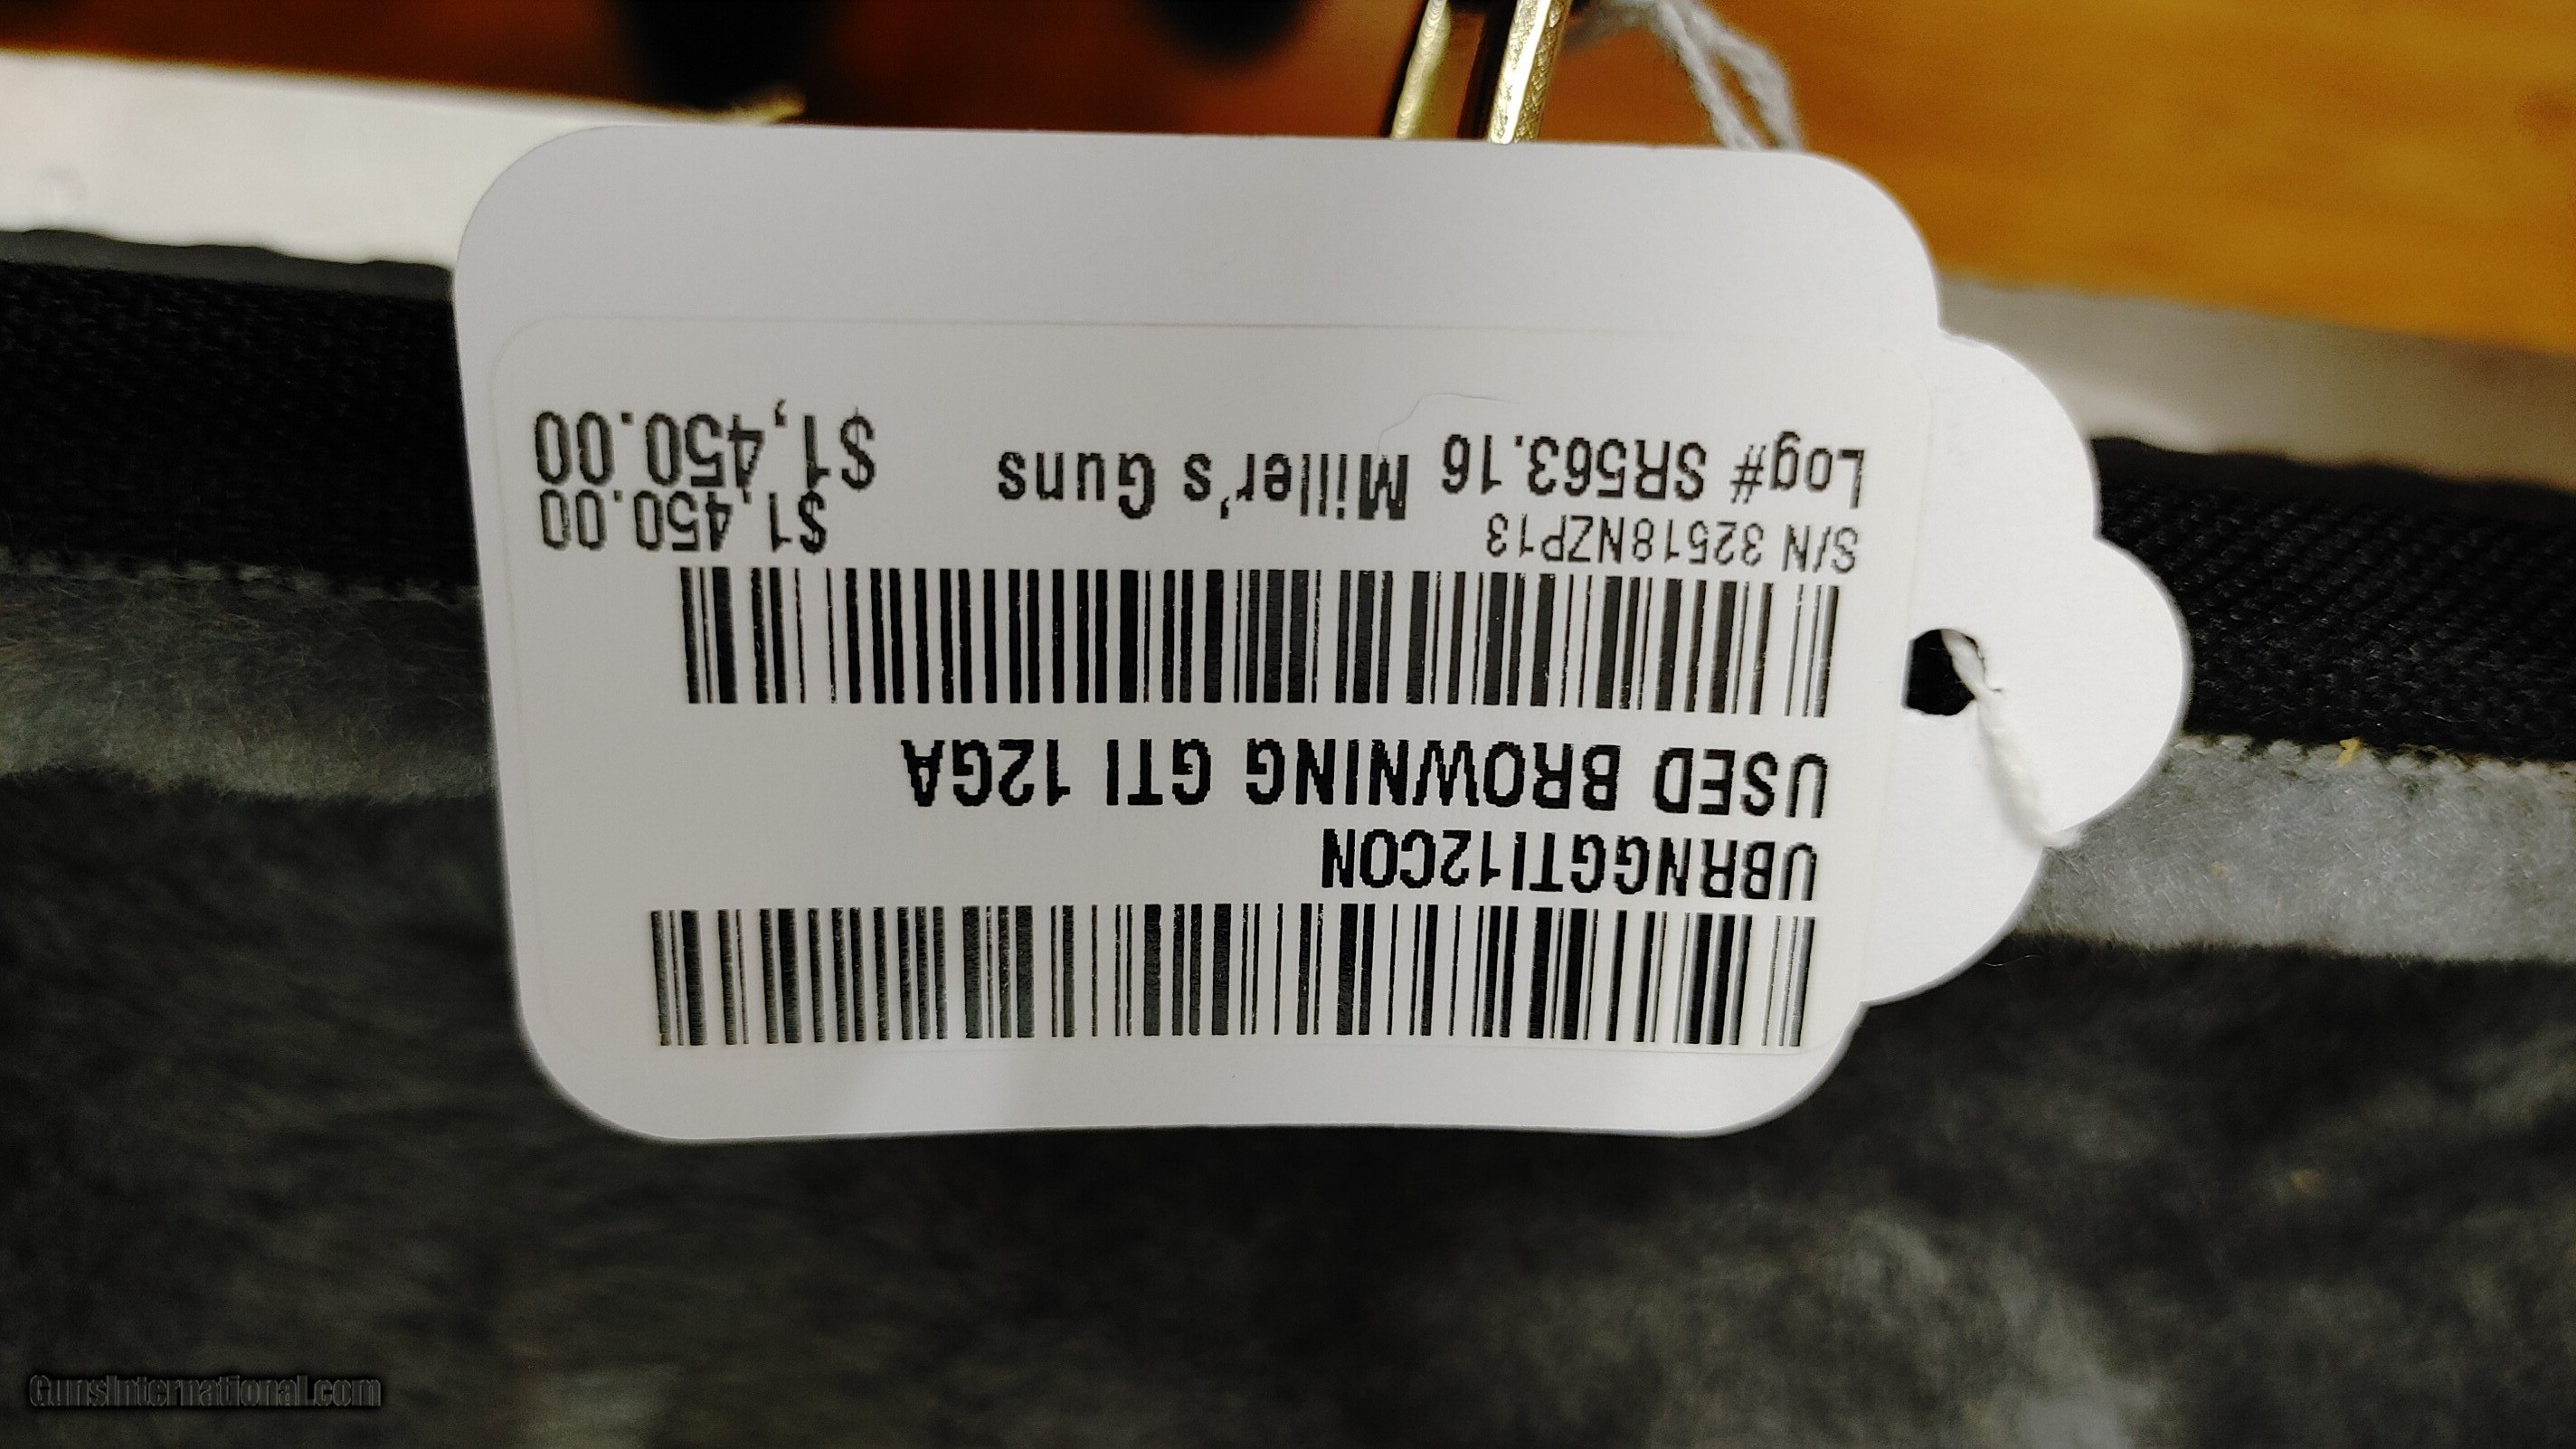 UBRNGGTI12CON
USED BROWNING GTI 12GA
S/N 32518NZP13 $1,450.00
Log# SR563.16 Miller's Guns $1,450.00
GunsInternational.com